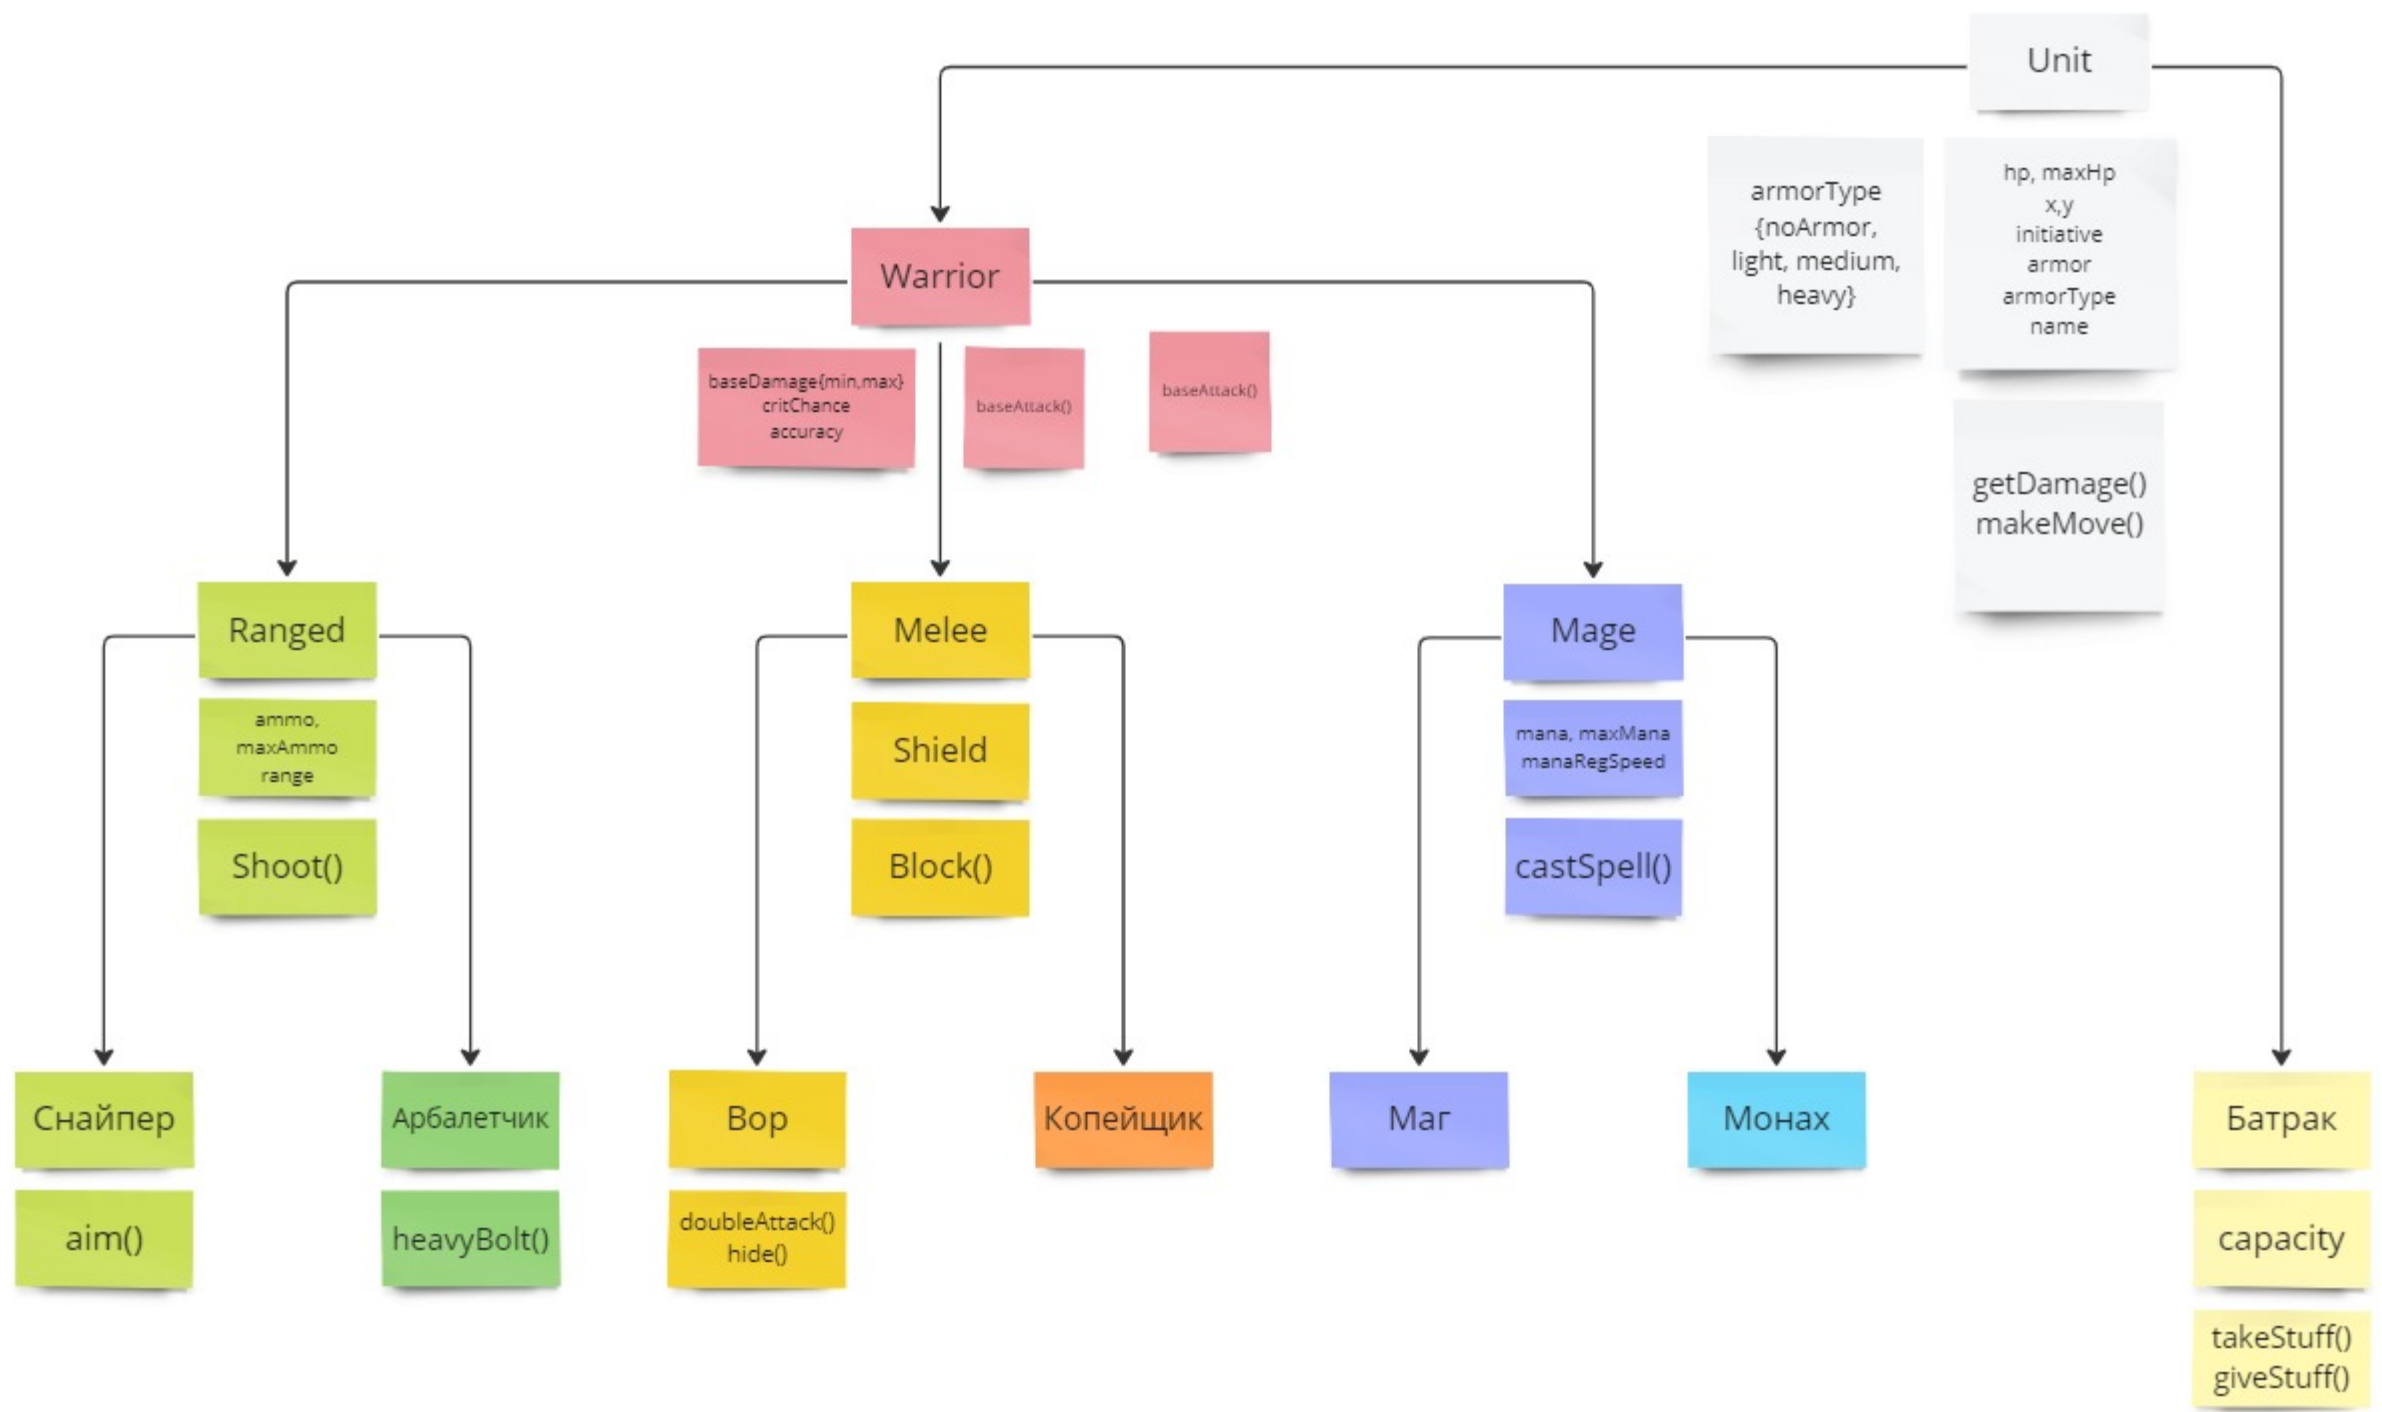 Unit
armorType
{noArmor,
light, medium,
heavy}
hp, maxHp
x,y
initiative
armor
armorType
name
getDamage()
makeMove()
Warrior
baseDamage{min,max}
critChance
accuracy
baseAttack()
baseAttack()
Ranged
ammo,
maxAmmo
range
Shoot()
Melee
Shield
Block()
Mage
mana, maxMana
manaRegSpeed
castSpell()
Снайпер
aim()
Арбалетчик
heavyBolt()
Вор
doubleAttack()
hide()
Копейщик
Маг
Монах
Батрак
capacity
takeStuff()
giveStuff()